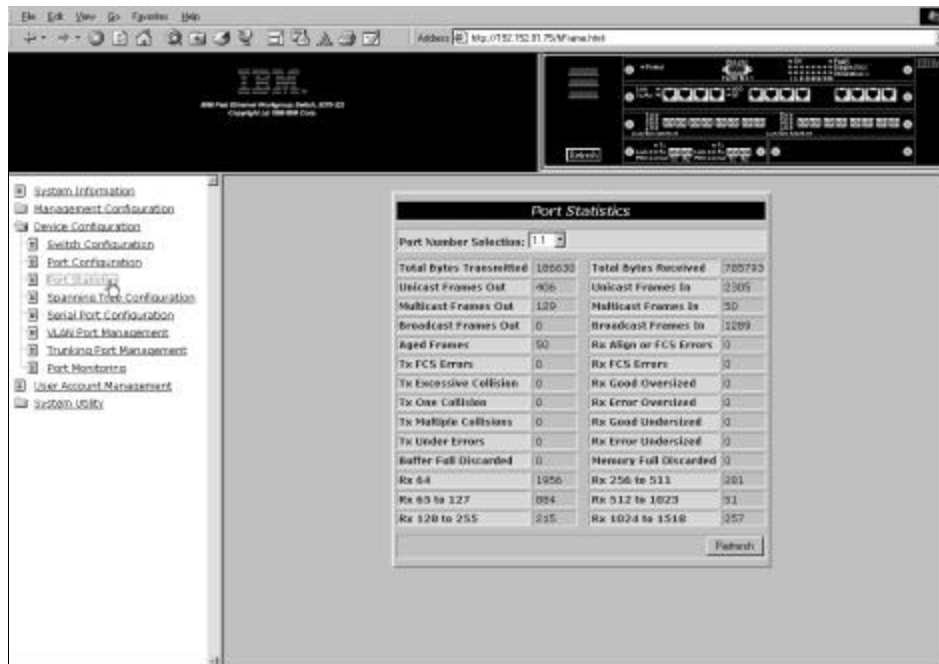 File Edit View Go Favorites Help
Address
IBM
Copyright
IBM
Refresh
System Information
Management Configuration
Device Configuration
Switch Configuration
Port Configuration
Port Statistics
Spanning Tree Configuration
Serial Port Configuration
VLAN Port Management
Trunking Port Management
Port Monitoring
User Account Management
System Utility
Port Statistics
Port Number Selection: 11
Total Bytes Transmitted 186630 Total Bytes Received 785793
Unicast Frames Out 406 Unicast Frames In 2305
Multicast Frames Out 129 Multicast Frames In 50
Broadcast Frames Out 0 Broadcast Frames In 1289
Aged Frames 50 Rx Align or FCS Errors 0
Tx FCS Errors 0 Rx FCS Errors 0
Tx Excessive Collision 0 Rx Good Oversized 0
Tx One Collision 0 Rx Error Oversized 0
Tx Multiple Collisions 0 Rx Good Undersized 0
Tx Under Errors 0 Rx Error Undersized 0
Buffer Full Discarded 0 Memory Full Discarded 0
Rx 64 1956 Rx 256 to 511 201
Rx 65 to 127 884 Rx 512 to 1023 31
Rx 128 to 255 215 Rx 1024 to 1518 257
Refresh